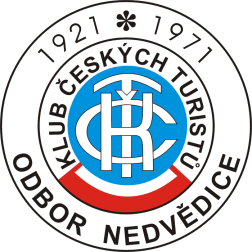 1921 * 1971
KLUB ČESKÝCH TURISTŮ
KČT
ODBOR NEDVĚDICE